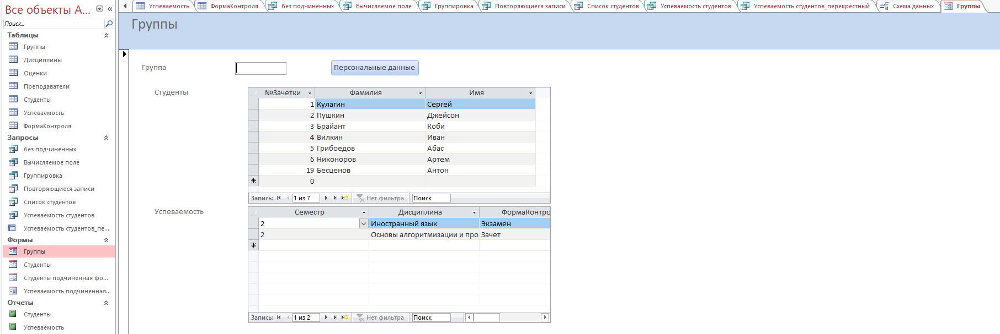 Все объекты A...
Поиск...
Таблицы
Группы
Дисциплины
Оценки
Преподаватели
Студенты
Успеваемость
ФормаКонтроля
Запросы
без подчиненных
Вычисляемое поле
Группировка
Повторяющиеся записи
Список студентов
Успеваемость студентов
Успеваемость студентов_пе...
Формы
Группы
Студенты
Студенты подчиненная фо...
Успеваемость подчиненная...
Отчеты
Студенты
Успеваемость
Успеваемость ФормаКонтроля без подчиненных Вычисляемое поле Группировка Повторяющиеся записи Список студентов Успеваемость студентов Успеваемость студентов_перекрестный Схема данных Группы
Группы
Группа Персональные данные
Студенты
№Зачетки Фамилия Имя
1 Кулагин Сергей
2 Пушкин Джейсон
3 Брайант Коби
4 Вилкин Иван
5 Грибоедов Абас
6 Никоноров Артем
19 Бесценов Антон
0
Запись: 1 из 7 Нет фильтра Поиск
Успеваемость
Семестр Дисциплина ФормаКонтро
2 Иностранный язык Экзамен
2 Основы алгоритмизации и про Зачет
Запись: 1 из 2 Нет фильтра Поиск